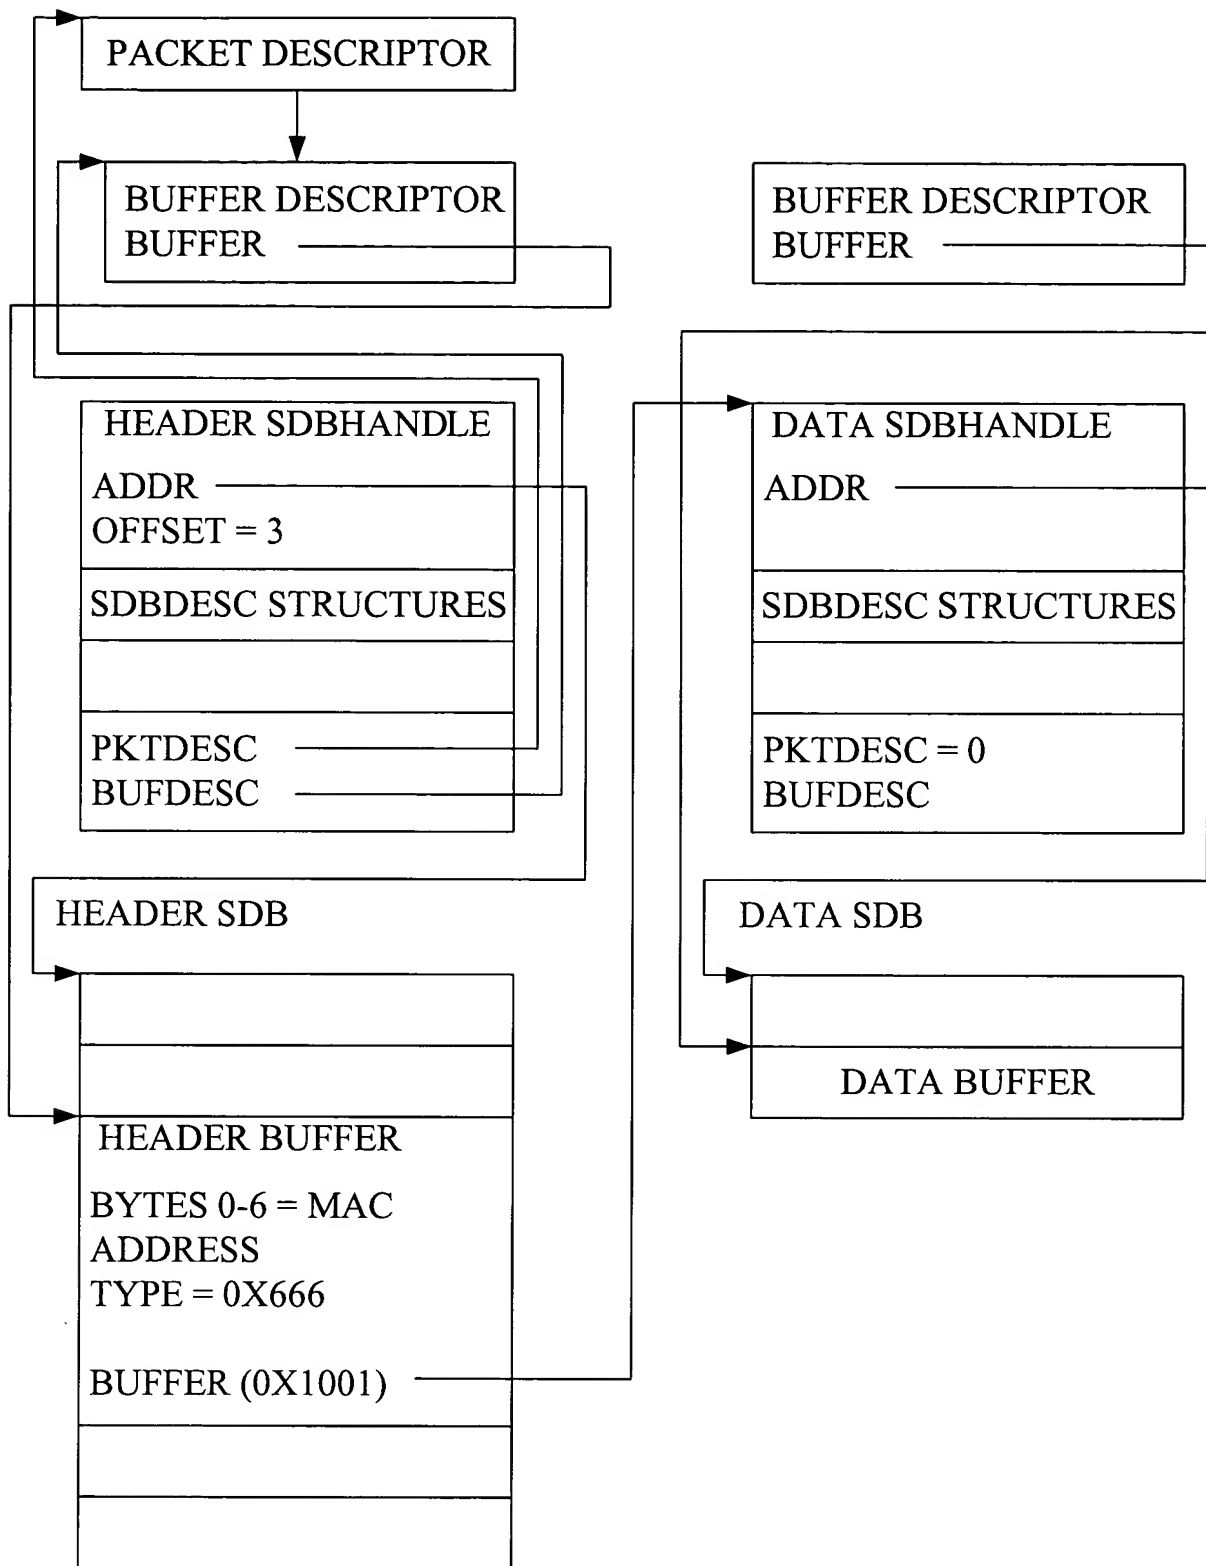 PACKET DESCRIPTOR
BUFFER DESCRIPTOR
BUFFER
BUFFER DESCRIPTOR
BUFFER
HEADER SDBHANDLE
ADDR
OFFSET = 3
SDBDESC STRUCTURES
PKTDESC
BUFDESC
DATA SDBHANDLE
ADDR
SDBDESC STRUCTURES
PKTDESC = 0
BUFDESC
HEADER SDB
DATA SDB
HEADER BUFFER
BYTES 0-6 = MAC
ADDRESS
TYPE = 0X666
BUFFER (0X1001)
DATA BUFFER